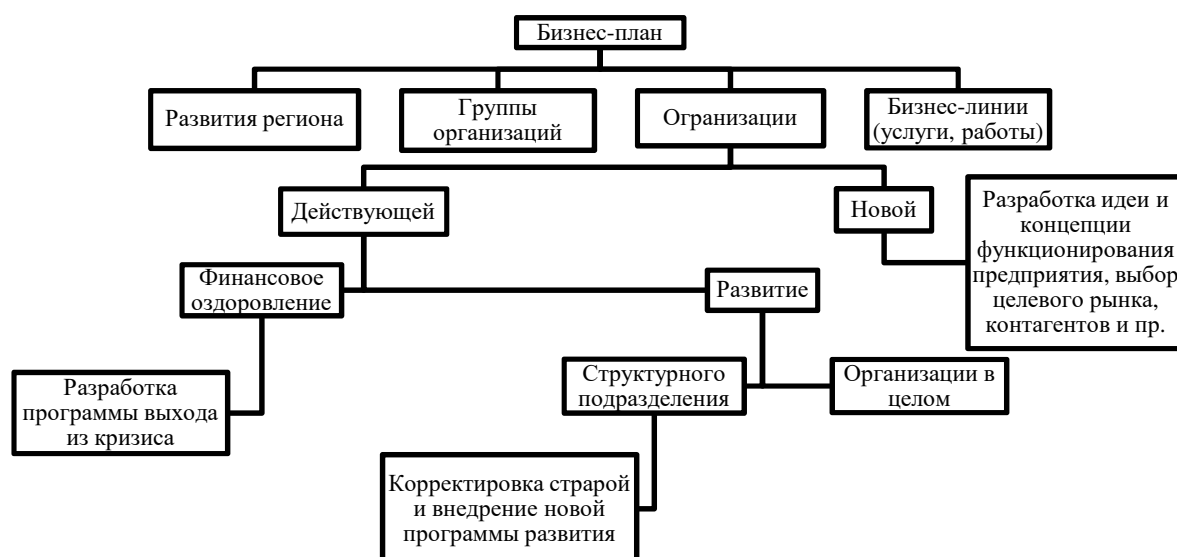 Бизнес-план
Развития региона
Группы
организаций
Огранизации
Бизнес-линии
(услуги, работы)
Действующей
Новой
Разработка идеи и
концепции
функционирования
предприятия, выбор
целевого рынка,
контагентов и пр.
Финансовое
оздоровление
Развитие
Разработка
программы выхода
из кризиса
Структурного
подразделения
Организации в
целом
Корректировка страрой
и внедрение новой
программы развития